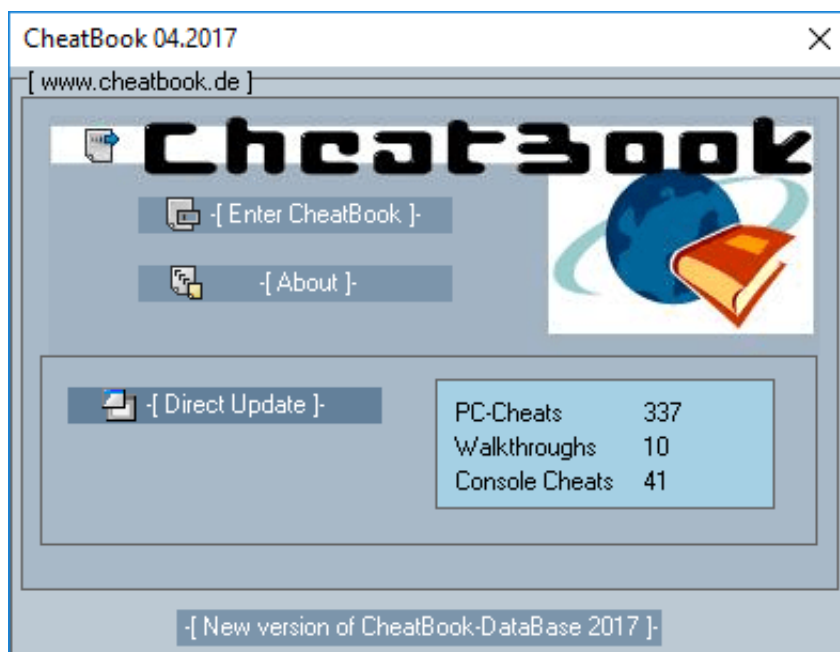 CheatBook 04.2017
[ www.cheatbook.de ]
CheatBook
-[ Enter CheatBook ]-
-[ About ]-
-[ Direct Update ]-
PC-Cheats 337
Walkthroughs 10
Console Cheats 41
-[ New version of CheatBook-DataBase 2017 ]-